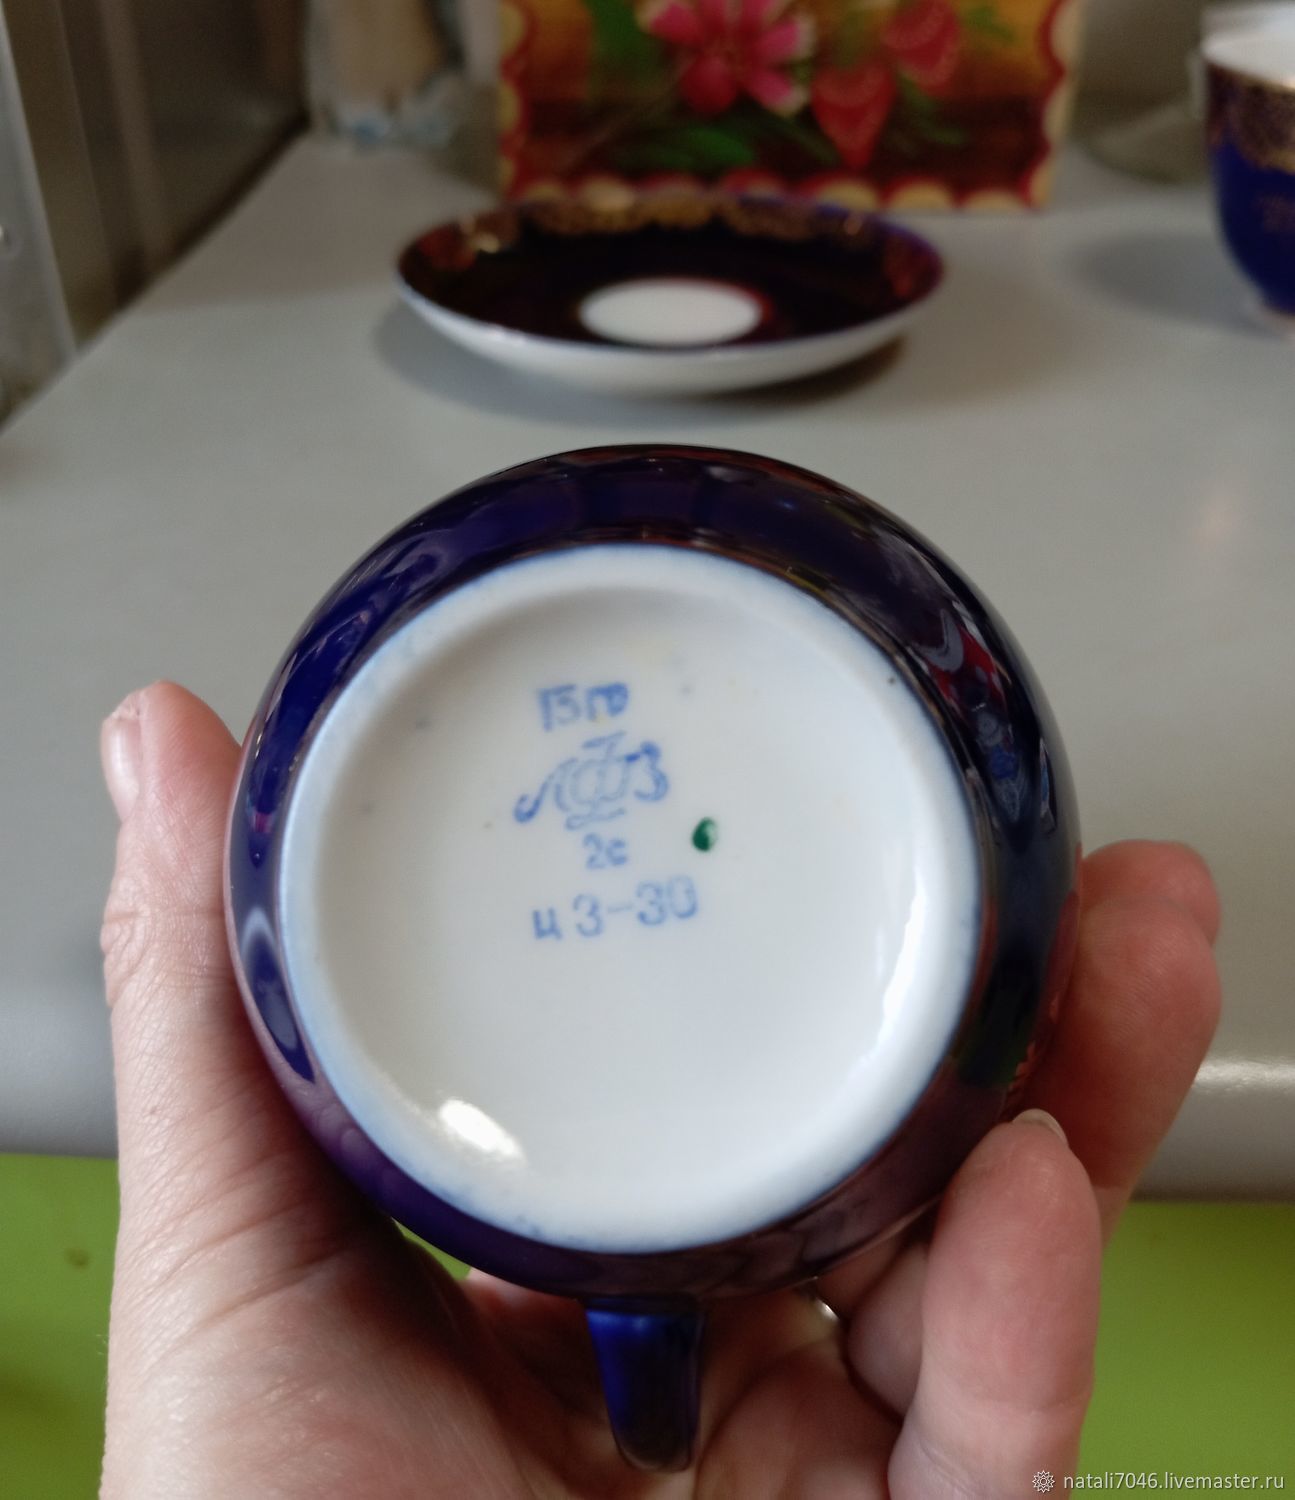 ЛФЗ
2с
ц 3-30
natali7046.livemaster.ru